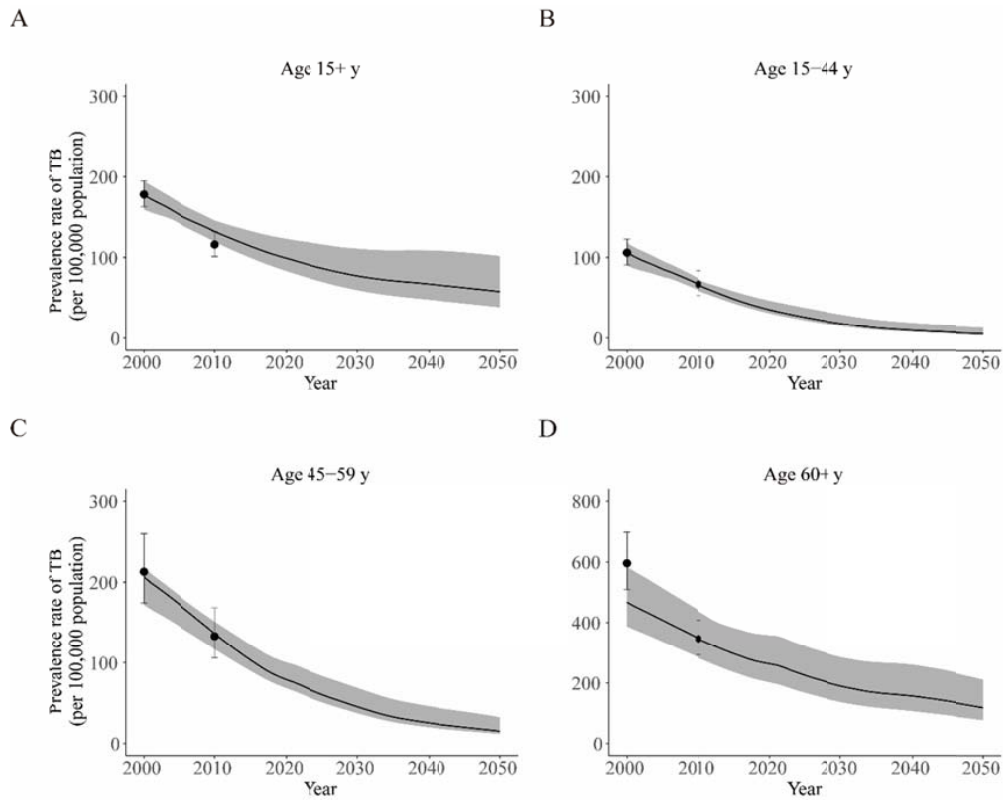 A
Age 15+ y
Prevalence rate of TB
(per 100,000 population)
300
200
100
0
2000 2010 2020 2030 2040 2050
Year
B
Age 15−44 y
300
200
100
0
2000 2010 2020 2030 2040 2050
Year
C
Age 45−59 y
Prevalence rate of TB
(per 100,000 population)
300
200
100
0
2000 2010 2020 2030 2040 2050
Year
D
Age 60+ y
800
600
400
200
0
2000 2010 2020 2030 2040 2050
Year